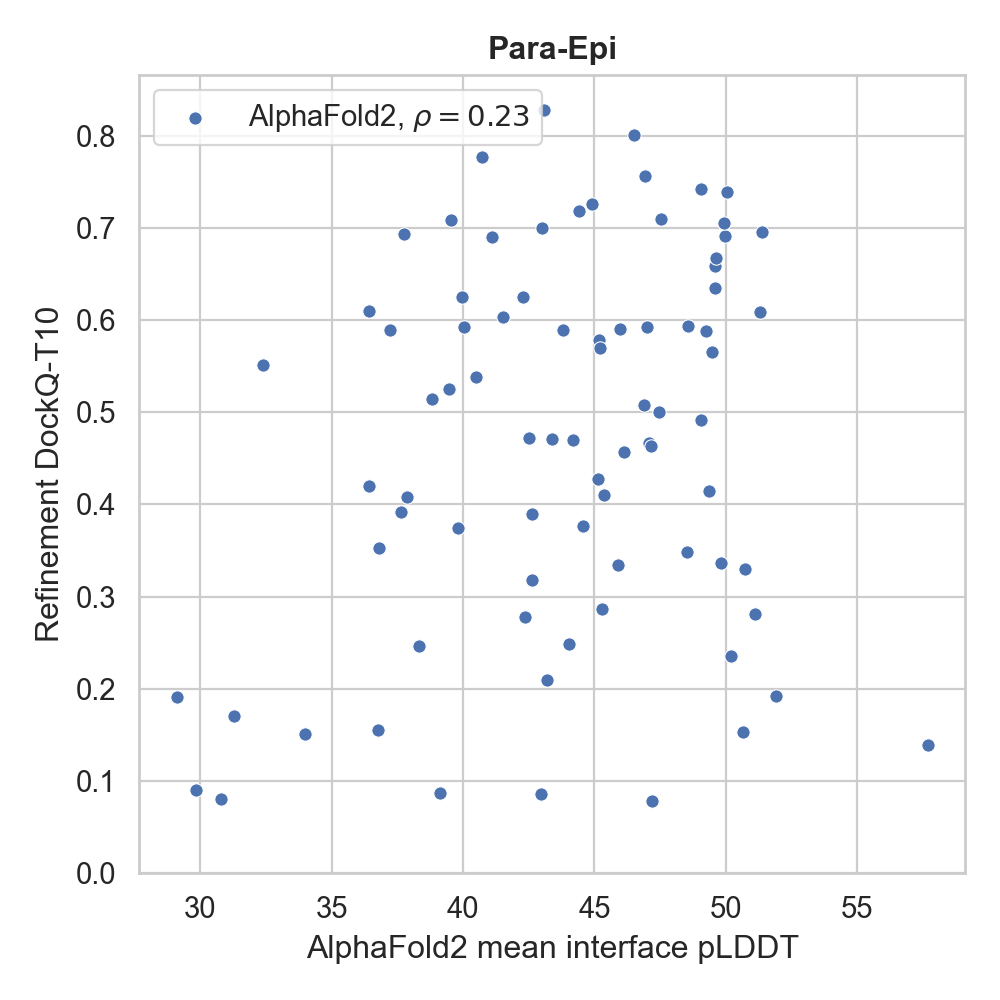 Para-Epi
AlphaFold2, ρ = 0.23
Refinement DockQ-T10
0.8
0.7
0.6
0.5
0.4
0.3
0.2
0.1
0.0
30 35 40 45 50 55
AlphaFold2 mean interface pLDDT